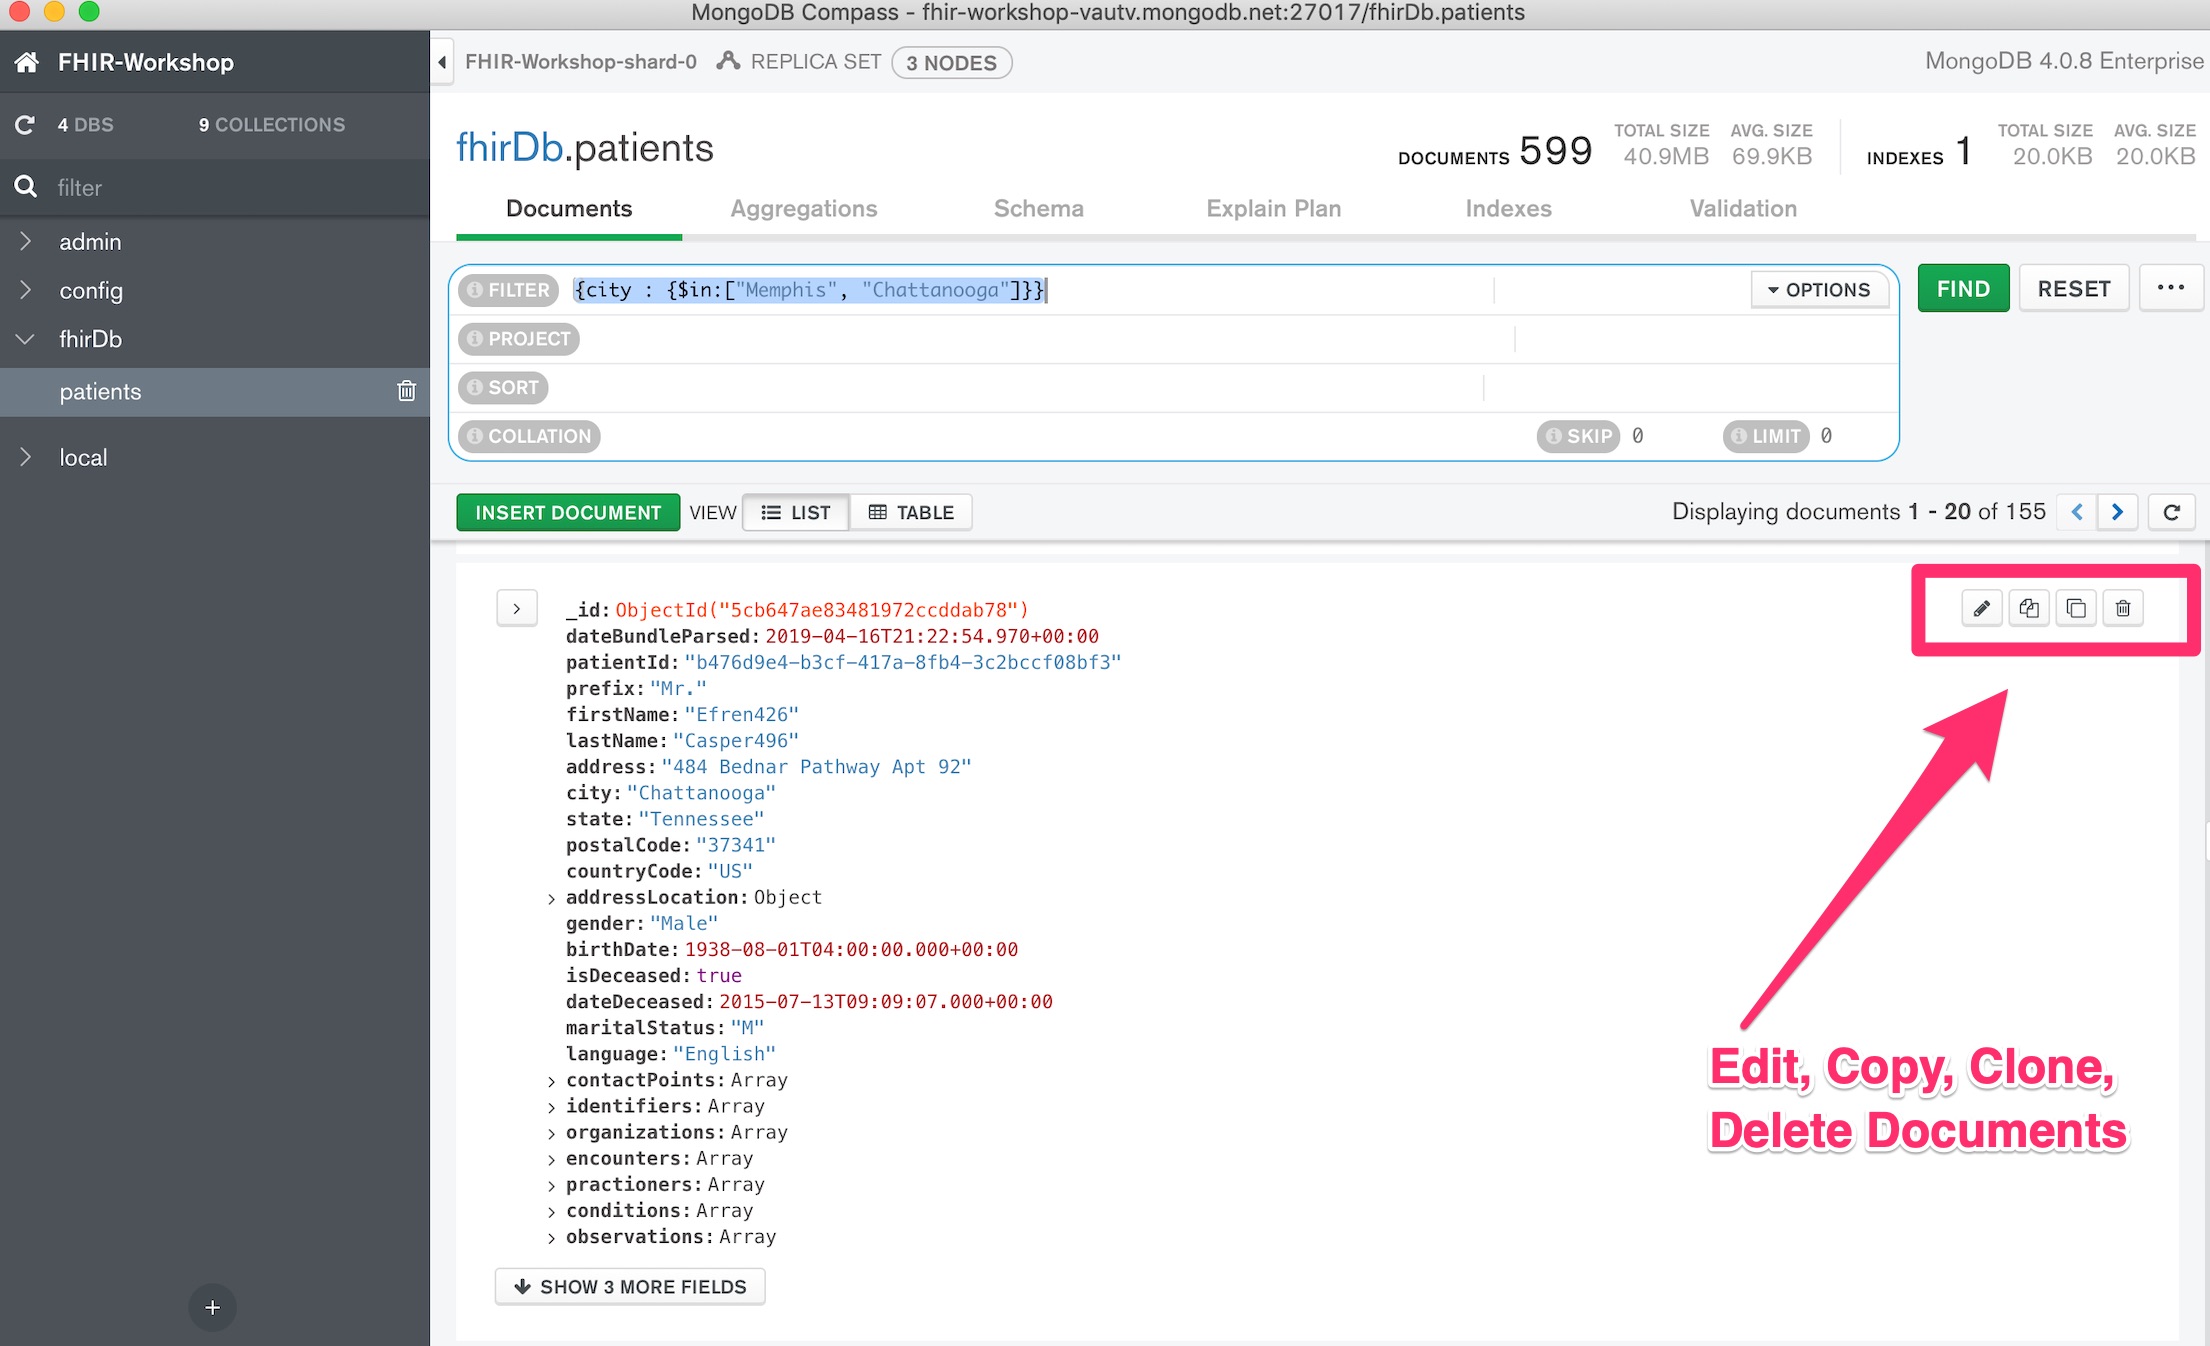 MongoDB Compass - fhir-workshop-vautv.mongodb.net:27017/fhirDb.patients
FHIR-Workshop
4 DBS 9 COLLECTIONS
filter
admin
config
fhirDb
patients
local
+
FHIR-Workshop-shard-0 REPLICA SET 3 NODES MongoDB 4.0.8 Enterprise
fhirDb.patients
DOCUMENTS 599 TOTAL SIZE 40.9MB AVG. SIZE 69.9KB INDEXES 1 TOTAL SIZE 20.0KB AVG. SIZE 20.0KB
Documents Aggregations Schema Explain Plan Indexes Validation
FILTER {city : {$in:["Memphis", "Chattanooga"]}} OPTIONS FIND RESET ...
PROJECT
SORT
COLLATION SKIP 0 LIMIT 0
INSERT DOCUMENT VIEW LIST TABLE Displaying documents 1 - 20 of 155
_id: ObjectId("5cb647ae83481972ccddab78")
dateBundleParsed: 2019-04-16T21:22:54.970+00:00
patientId: "b476d9e4-b3cf-417a-8fb4-3c2bccf08bf3"
prefix: "Mr."
firstName: "Efren426"
lastName: "Casper496"
address: "484 Bednar Pathway Apt 92"
city: "Chattanooga"
state: "Tennessee"
postalCode: "37341"
countryCode: "US"
addressLocation: Object
gender: "Male"
birthDate: 1938-08-01T04:00:00.000+00:00
isDeceased: true
dateDeceased: 2015-07-13T09:09:07.000+00:00
maritalStatus: "M"
language: "English"
contactPoints: Array
identifiers: Array
organizations: Array
encounters: Array
practioners: Array
conditions: Array
observations: Array
SHOW 3 MORE FIELDS
Edit, Copy, Clone,
Delete Documents